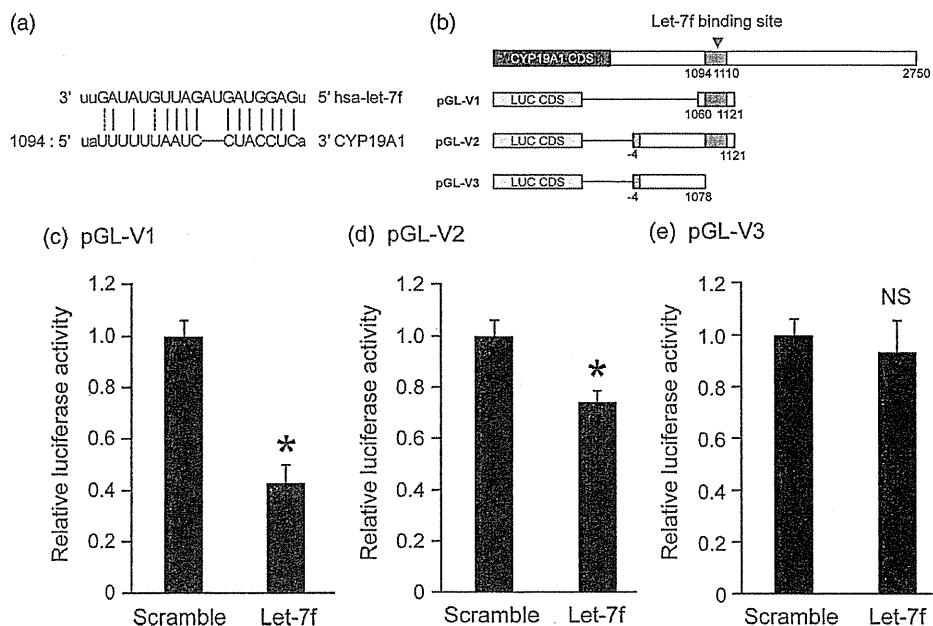 (a)
3' uuGAUAUGUUAGAUGAUGGAGu 5' hsa-let-7f
1094 : 5' uaUUUUUUAAUC——CUACCUCa 3' CYP19A1
(b)
Let-7f binding site
CYP19A1 CDS
1094 1110
2750
pGL-V1
LUC CDS
1060 1121
pGL-V2
LUC CDS
-4
1121
pGL-V3
LUC CDS
-4
1078
(c) pGL-V1
Relative luciferase activity
1.2
1.0
0.8
0.6
0.4
0.2
0
*
Scramble Let-7f
(d) pGL-V2
Relative luciferase activity
1.2
1.0
0.8
0.6
0.4
0.2
0
*
Scramble Let-7f
(e) pGL-V3
Relative luciferase activity
1.2
1.0
0.8
0.6
0.4
0.2
0
NS
Scramble Let-7f